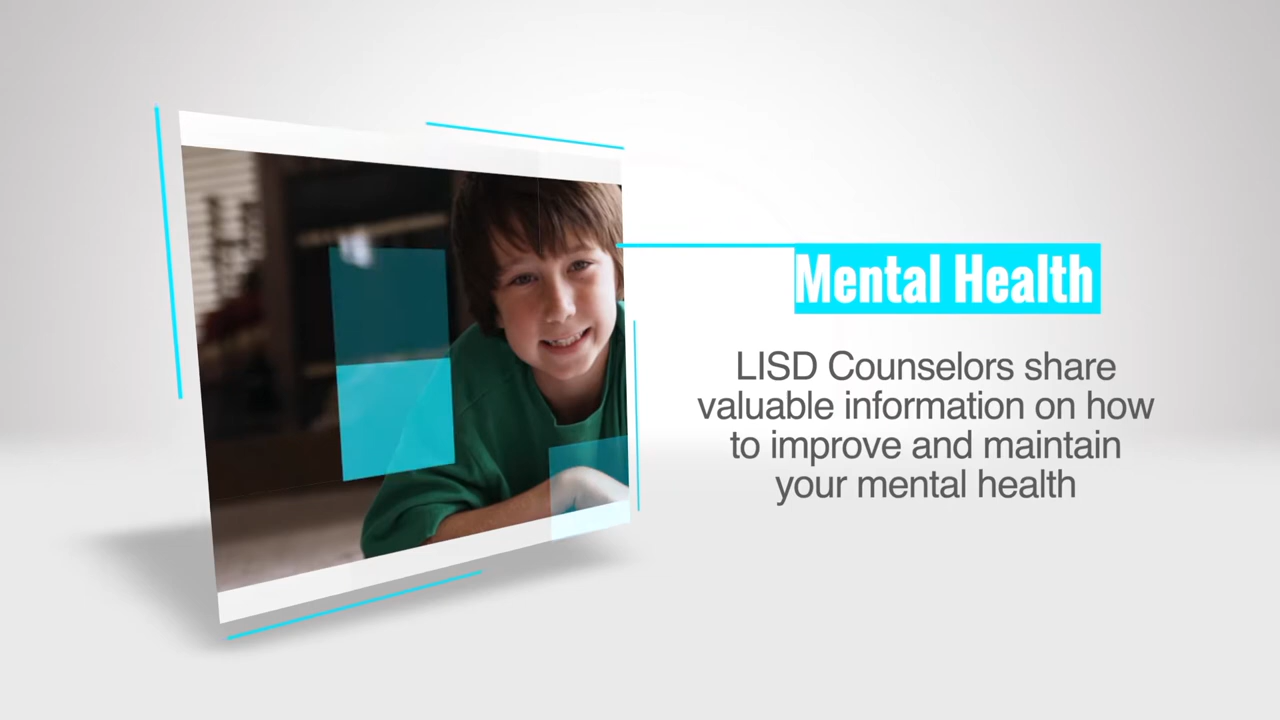 Mental Health
LISD Counselors share
valuable information on how
to improve and maintain
your mental health